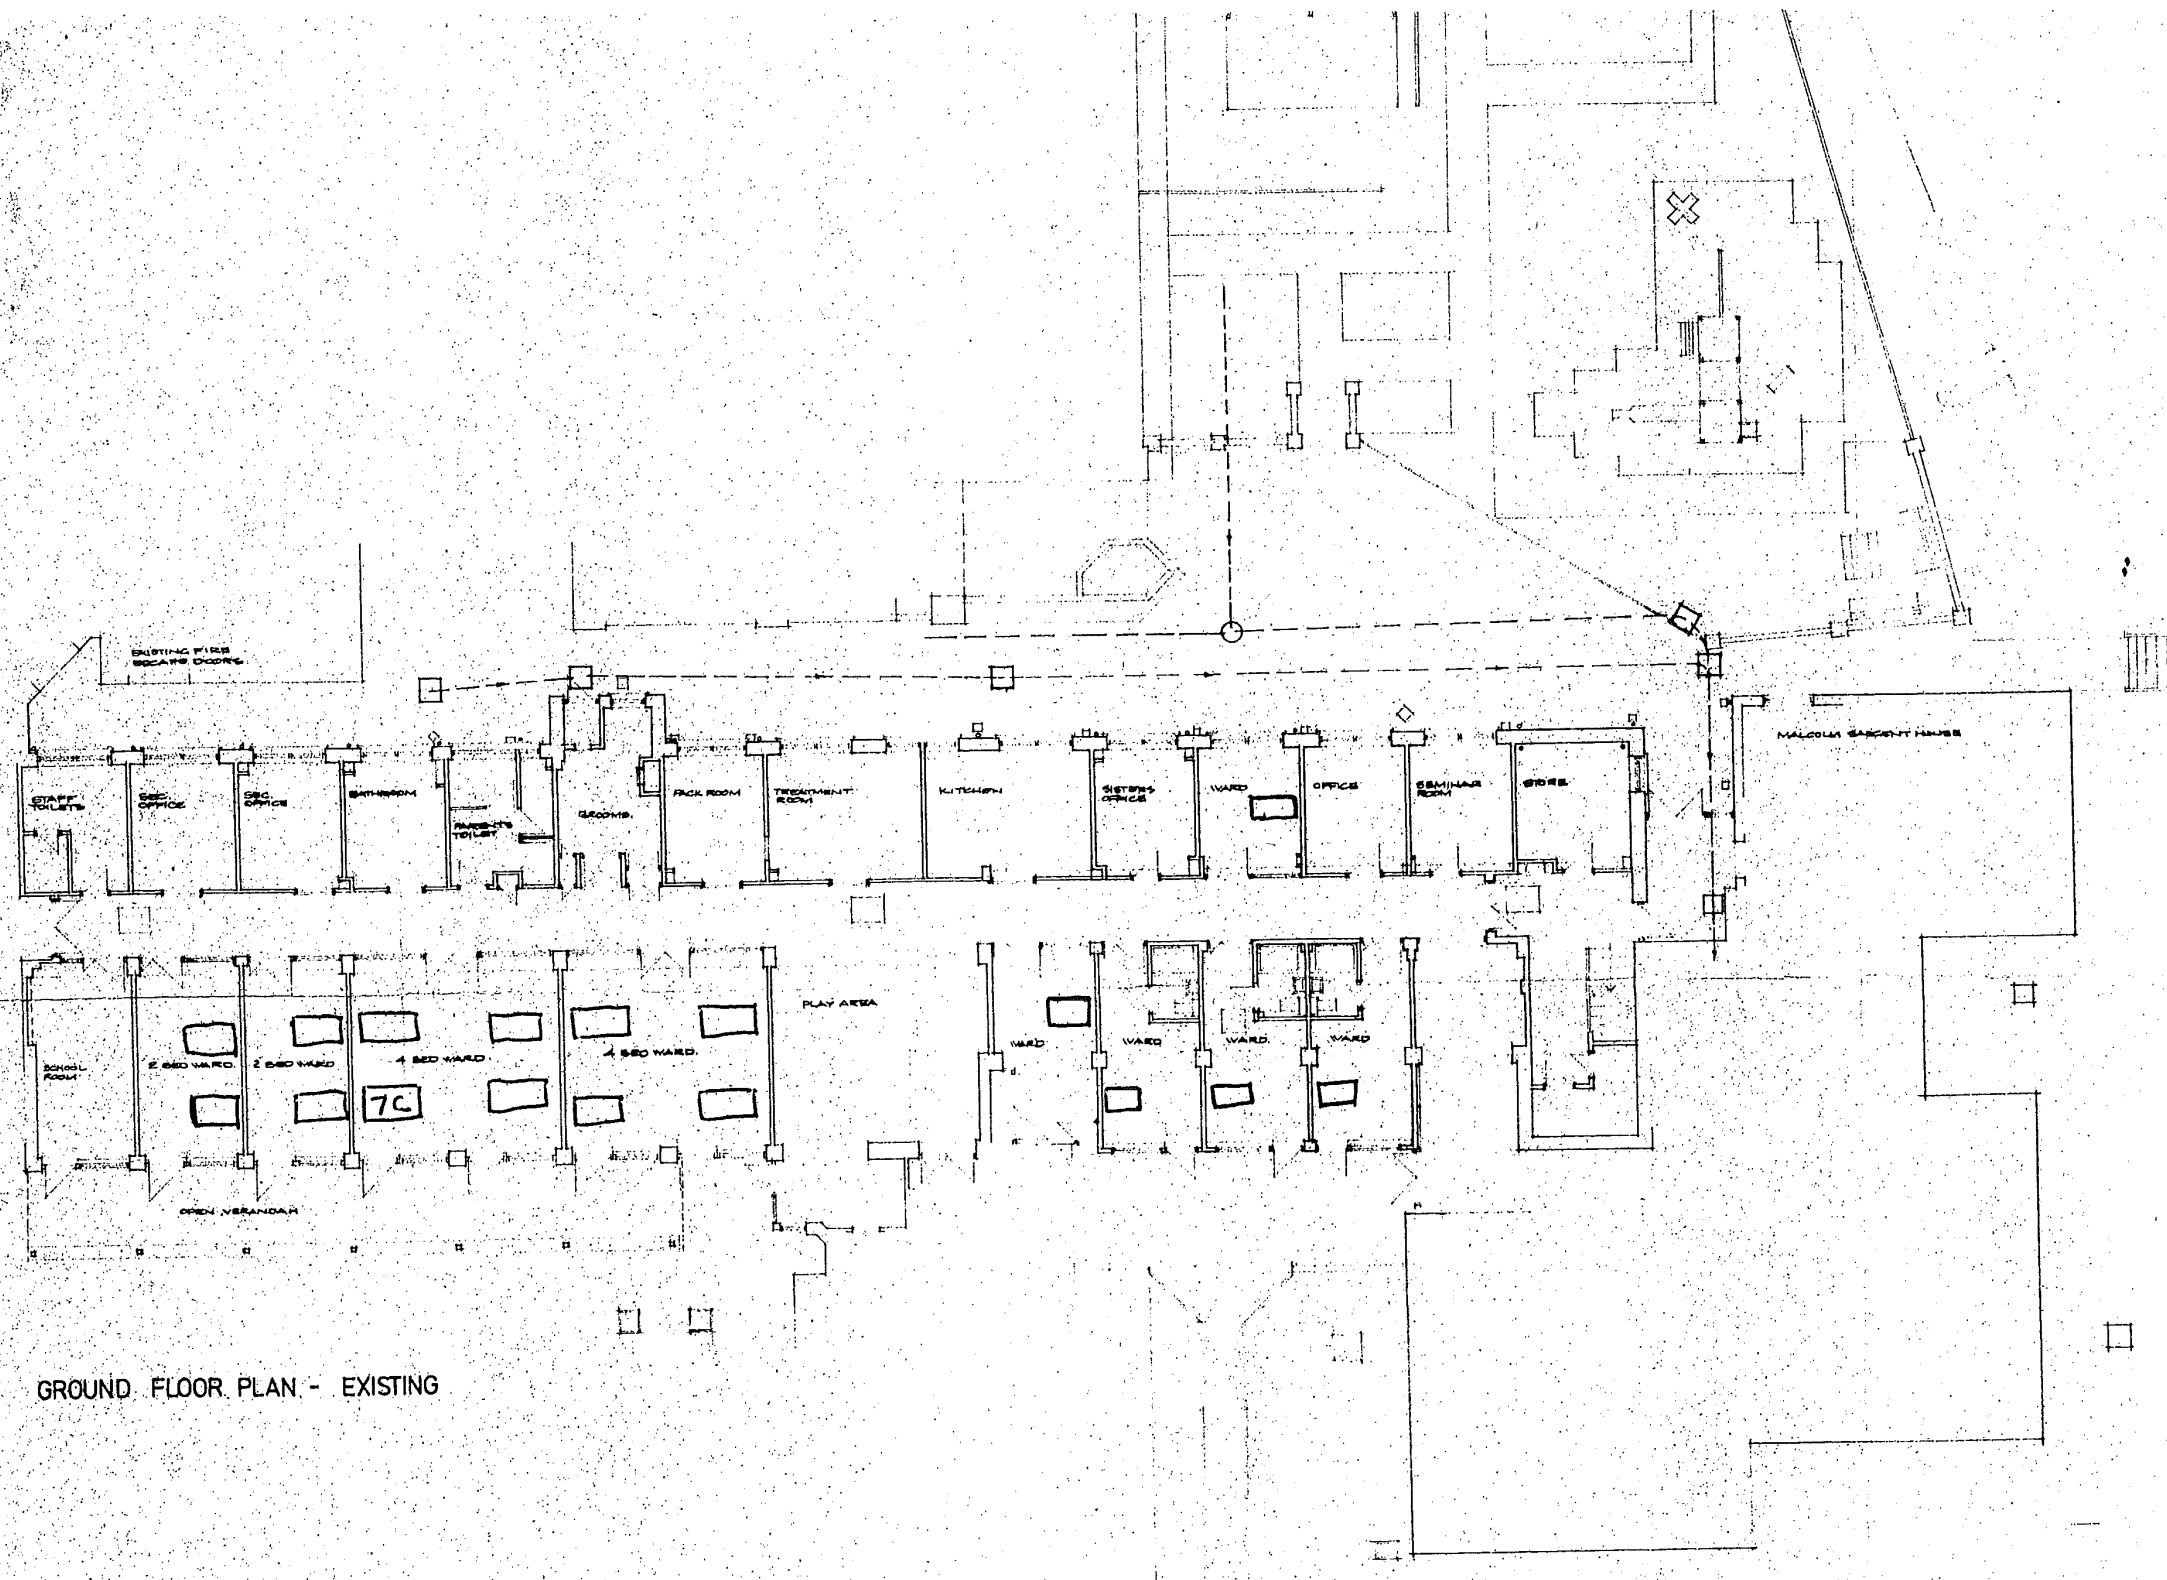 EXISTING FIRE
ESCAPE DOORS
MALCOLM SARGENT HOUSE
STAFF
TOILETS
SEC.
OFFICE
SEC.
OFFICE
BATHROOM
PARENTS
TOILET
BROOMS.
PACK ROOM
TREATMENT
ROOM
KITCHEN
SISTERS
OFFICE
WARD
OFFICE
SEMINAR
ROOM
STORE
PLAY AREA
SCHOOL
ROOM
2 BED WARD.
2 BED WARD
4 BED WARD.
4 BED WARD.
WARD
WARD
WARD.
WARD
7C
OPEN VERANDAH
GROUND FLOOR PLAN - EXISTING